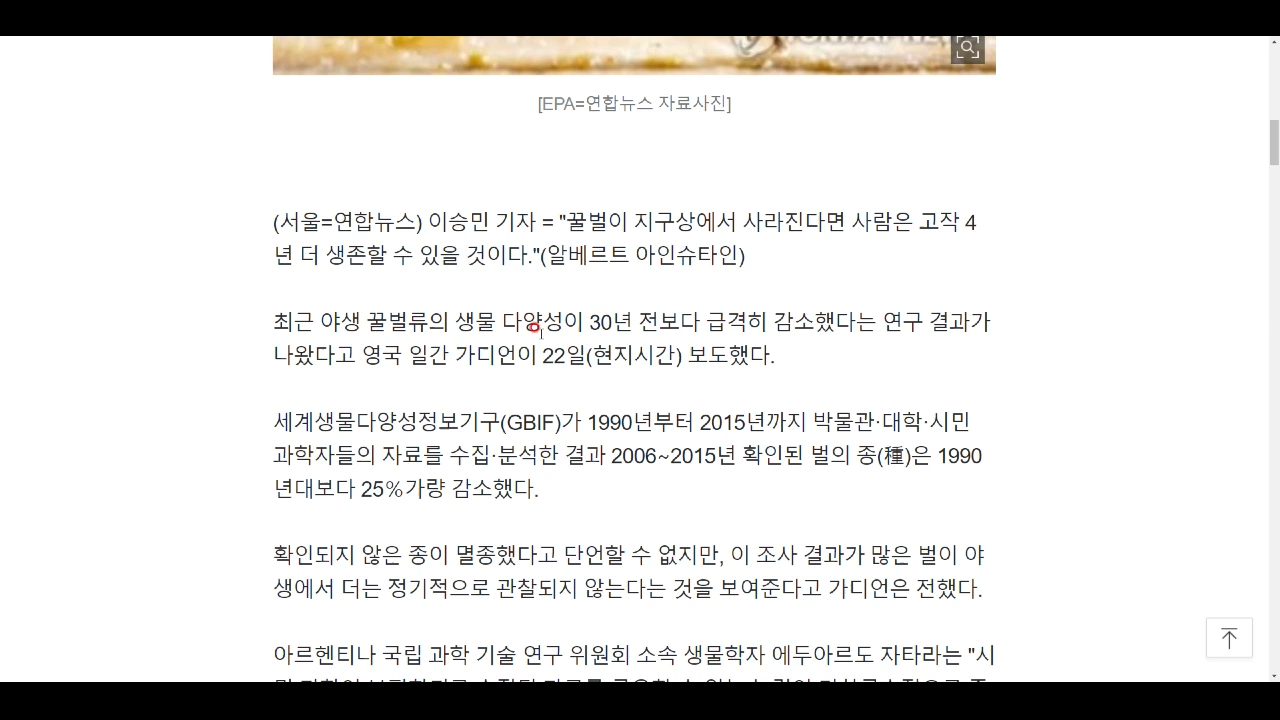 [EPA=연합뉴스 자료사진]
(서울=연합뉴스) 이승민 기자 = "꿀벌이 지구상에서 사라진다면 사람은 고작 4
년 더 생존할 수 있을 것이다."(알베르트 아인슈타인)
최근 야생 꿀벌류의 생물 다양성이 30년 전보다 급격히 감소했다는 연구 결과가
나왔다고 영국 일간 가디언이 22일(현지시간) 보도했다.
세계생물다양성정보기구(GBIF)가 1990년부터 2015년까지 박물관·대학·시민
과학자들의 자료를 수집·분석한 결과 2006~2015년 확인된 벌의 종(種)은 1990
년대보다 25%가량 감소했다.
확인되지 않은 종이 멸종했다고 단언할 수 없지만, 이 조사 결과가 많은 벌이 야
생에서 더는 정기적으로 관찰되지 않는다는 것을 보여준다고 가디언은 전했다.
아르헨티나 국립 과학 기술 연구 위원회 소속 생물학자 에두아르도 자타라는 "시